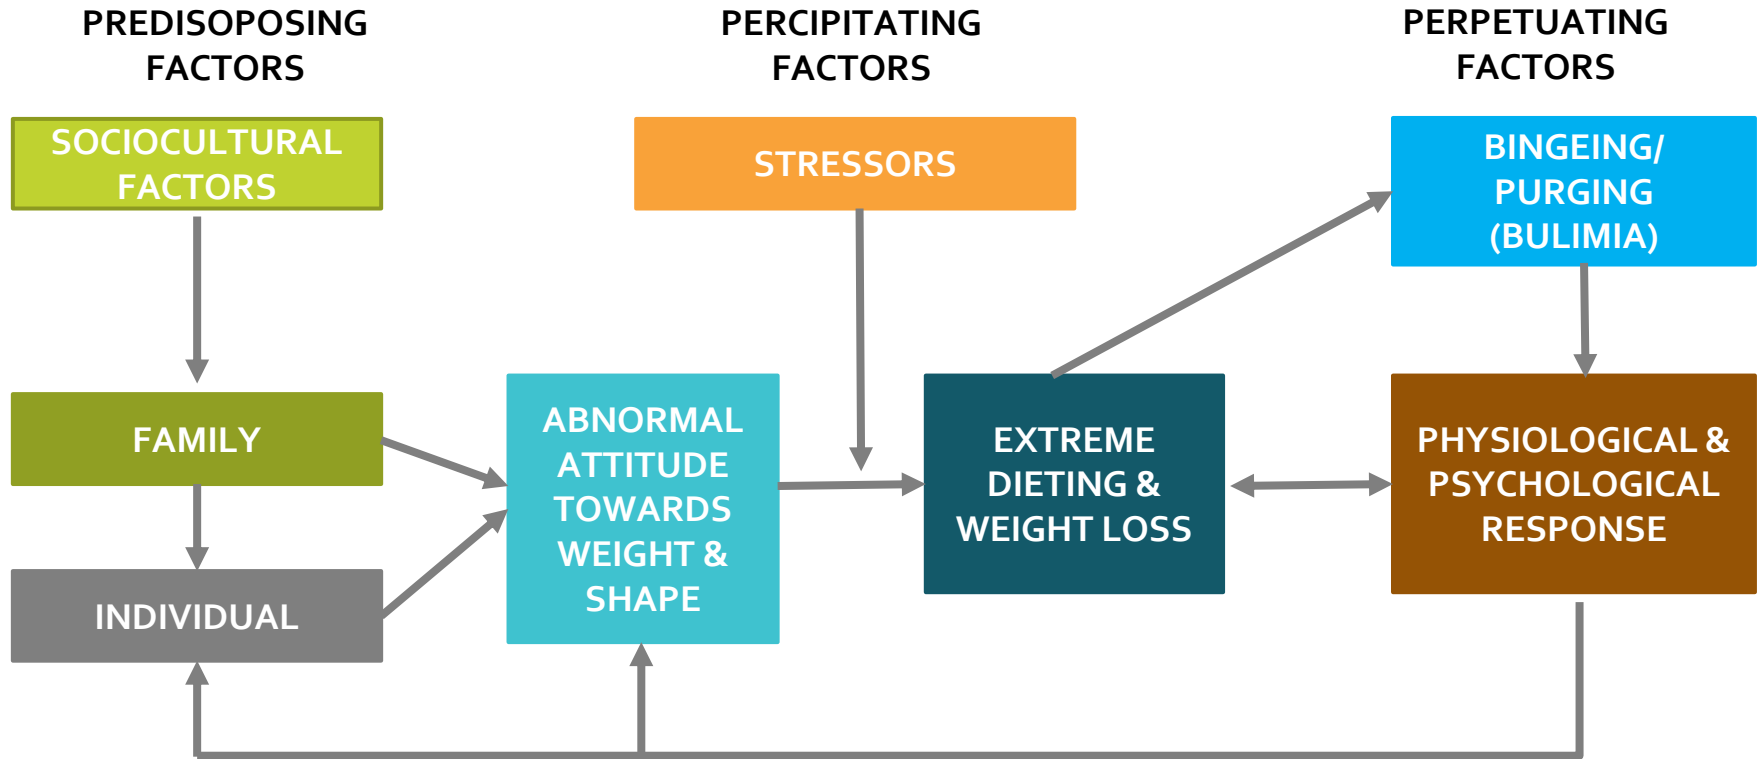 PREDISOPOSING
FACTORS
PERCIPITATING
FACTORS
PERPETUATING
FACTORS
SOCIOCULTURAL
FACTORS
STRESSORS
BINGEING/
PURGING
(BULIMIA)
FAMILY
INDIVIDUAL
ABNORMAL
ATTITUDE
TOWARDS
WEIGHT &
SHAPE
EXTREME
DIETING &
WEIGHT LOSS
PHYSIOLOGICAL &
PSYCHOLOGICAL
RESPONSE